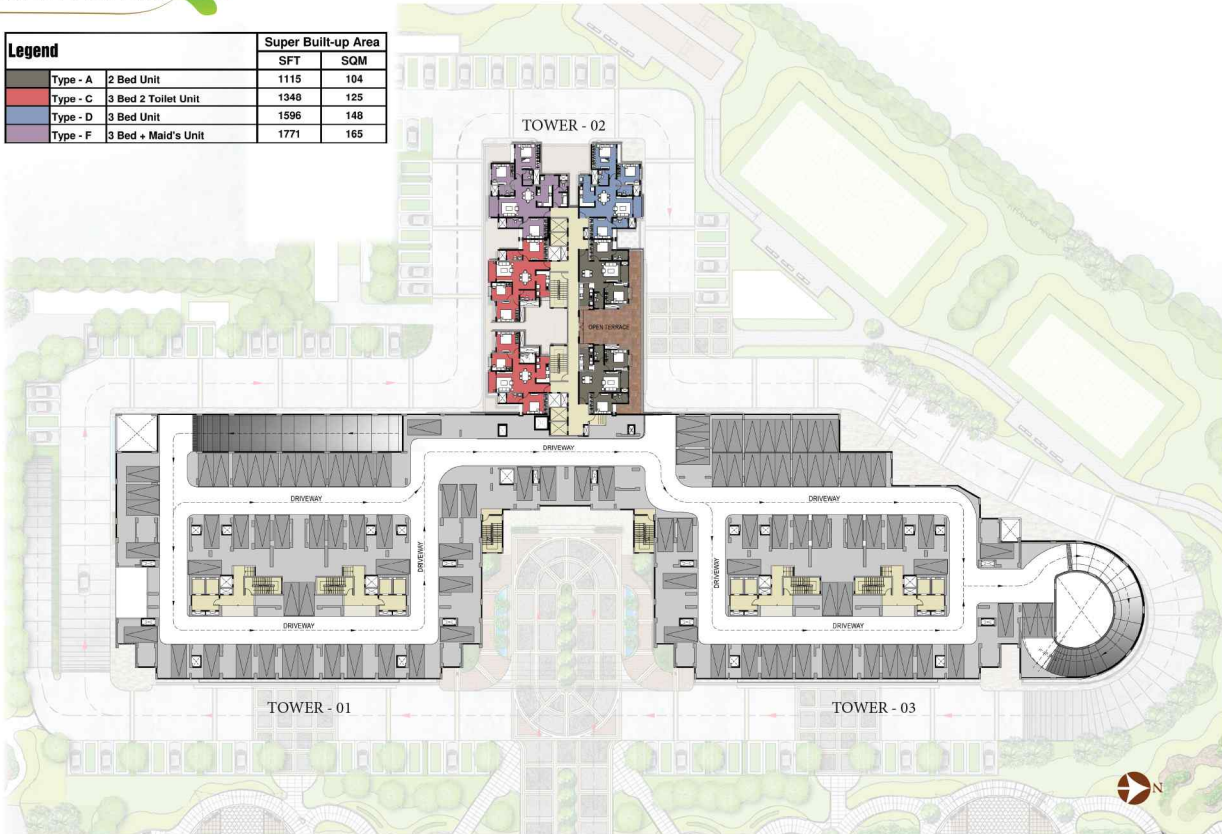 Legend Super Built-up Area
SFT SQM
Type - A 2 Bed Unit 1115 104
Type - C 3 Bed 2 Toilet Unit 1348 125
Type - D 3 Bed Unit 1596 148
Type - F 3 Bed + Maid's Unit 1771 165
TOWER - 02
OPEN TERRACE
DRIVEWAY
DRIVEWAY
DRIVEWAY
DRIVEWAY
DRIVEWAY
DRIVEWAY
DRIVEWAY
TOWER - 01
TOWER - 03
N